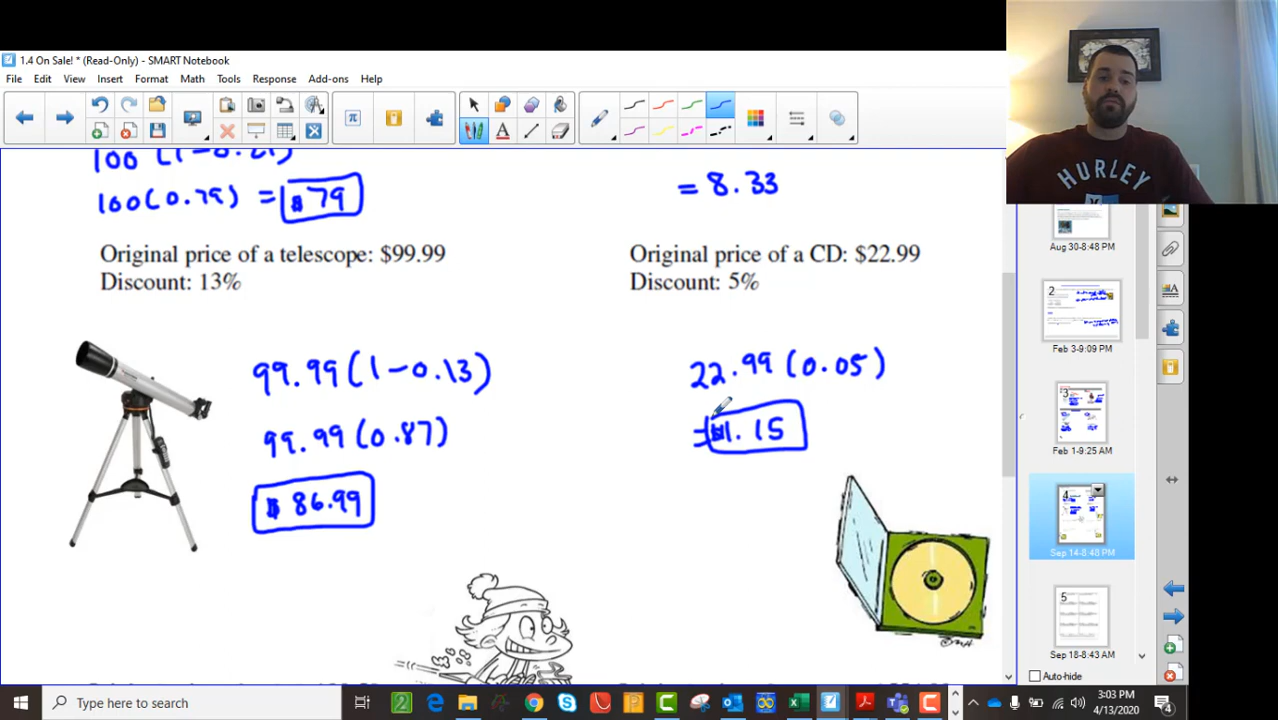 1.4 On Sale! * (Read-Only) - SMART Notebook
File Edit View Insert Format Math Tools Response Add-ons Help
HURLEY
100(0.79) = $79
= 8.33
Original price of a telescope: $99.99
Discount: 13%
Original price of a CD: $22.99
Discount: 5%
99.99(1-0.13)
99.99(0.87)
$86.99
22.99(0.05)
=$1.15
Aug 30-8:48 PM
2
Feb 3-9:09 PM
3
Feb 1-9:25 AM
4
Sep 14-8:48 PM
5
Sep 18-8:43 AM
Auto-hide
Type here to search
3:03 PM
4/13/2020
4